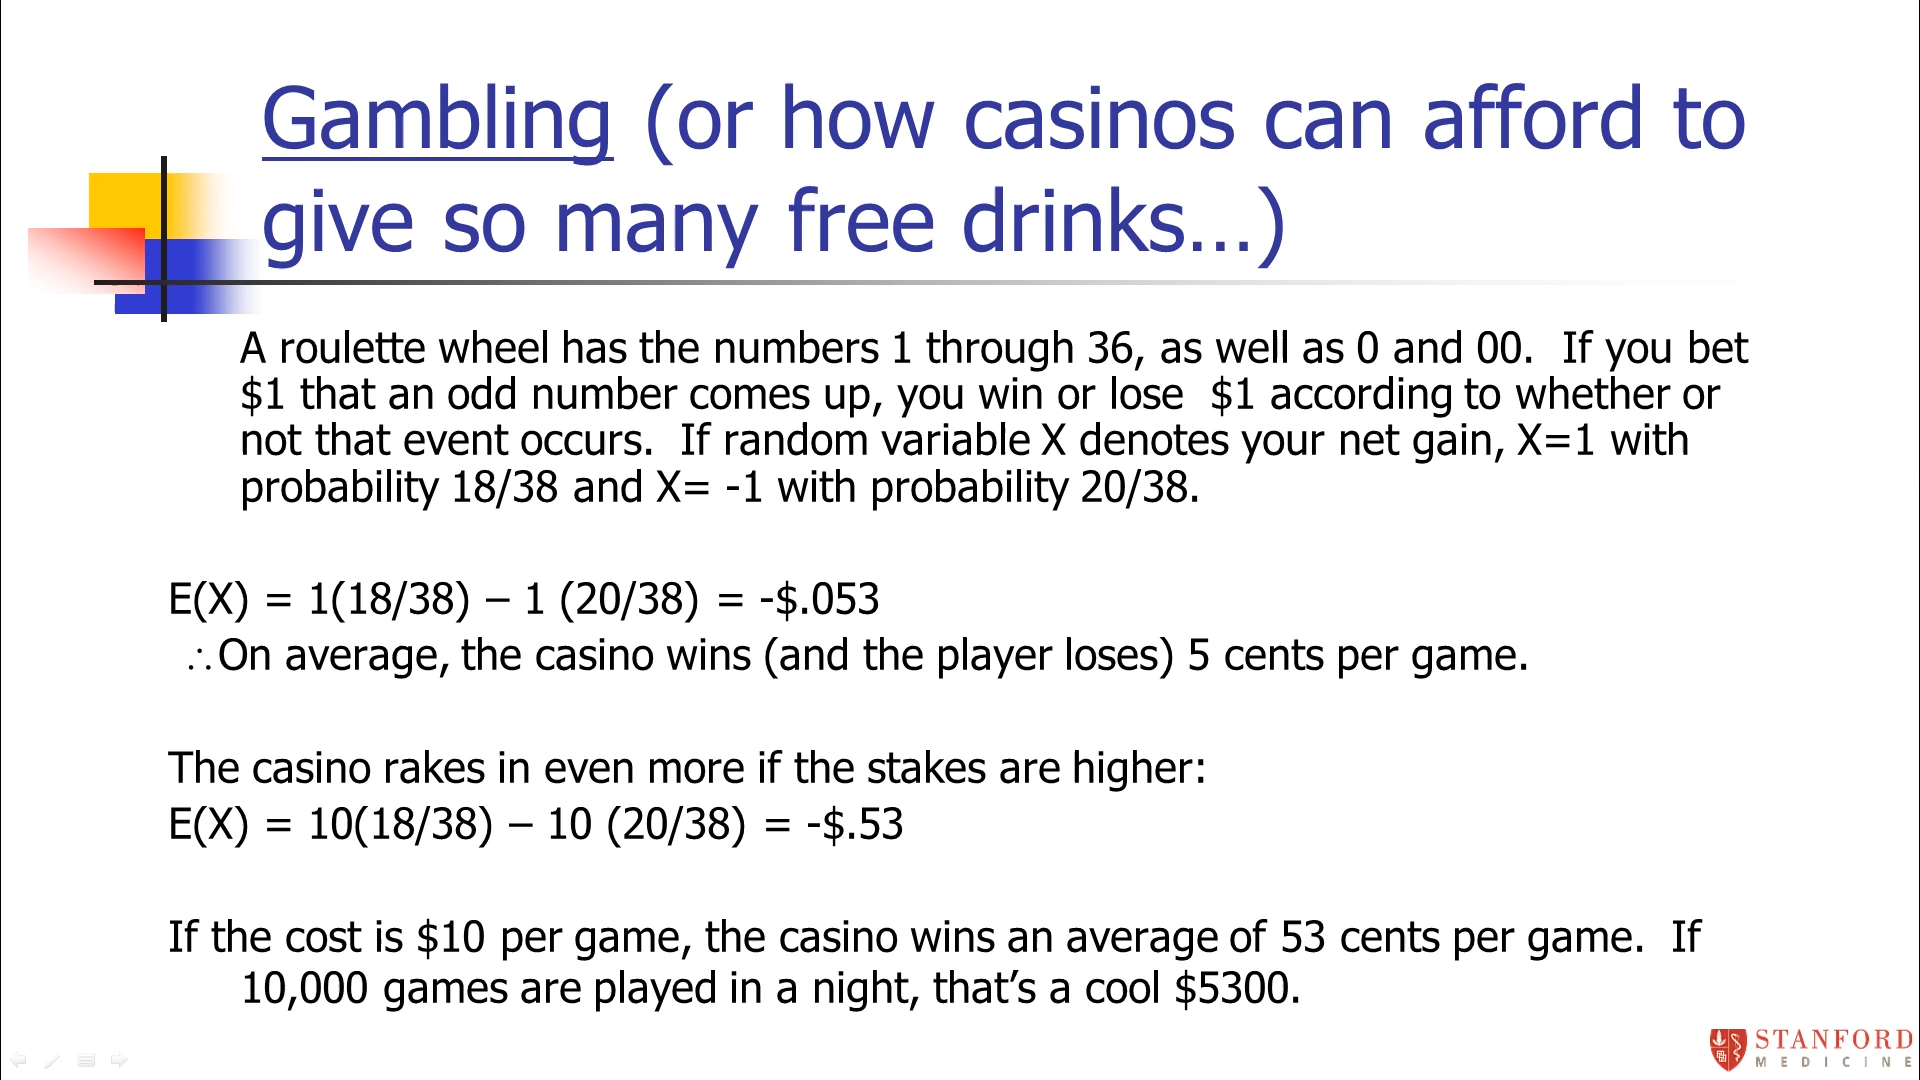 Gambling (or how casinos can afford to
give so many free drinks…)
A roulette wheel has the numbers 1 through 36, as well as 0 and 00.  If you bet
$1 that an odd number comes up, you win or lose  $1 according to whether or
not that event occurs.  If random variable X denotes your net gain, X=1 with
probability 18/38 and X= -1 with probability 20/38.
E(X) = 1(18/38) – 1 (20/38) = -$.053
∴On average, the casino wins (and the player loses) 5 cents per game.
The casino rakes in even more if the stakes are higher:
E(X) = 10(18/38) – 10 (20/38) = -$.53
If the cost is $10 per game, the casino wins an average of 53 cents per game.  If
10,000 games are played in a night, that’s a cool $5300.
STANFORD
MEDICINE